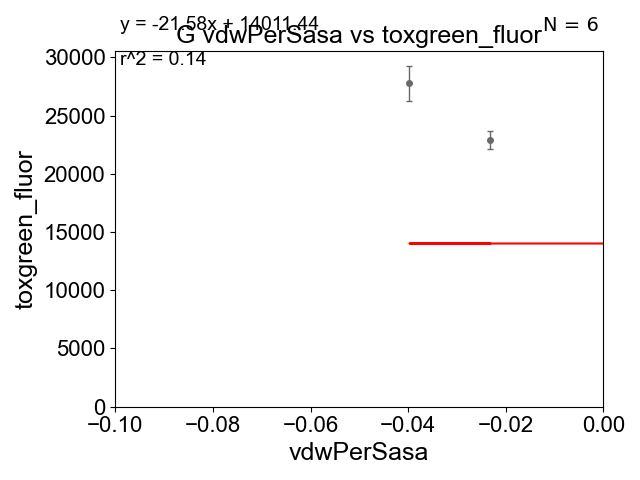 y = -21.58x + 14011.44
N = 6
G vdwPerSasa vs toxgreen_fluor
r^2 = 0.14
30000
25000
20000
15000
10000
5000
0
toxgreen_fluor
−0.10 −0.08 −0.06 −0.04 −0.02 0.00
vdwPerSasa